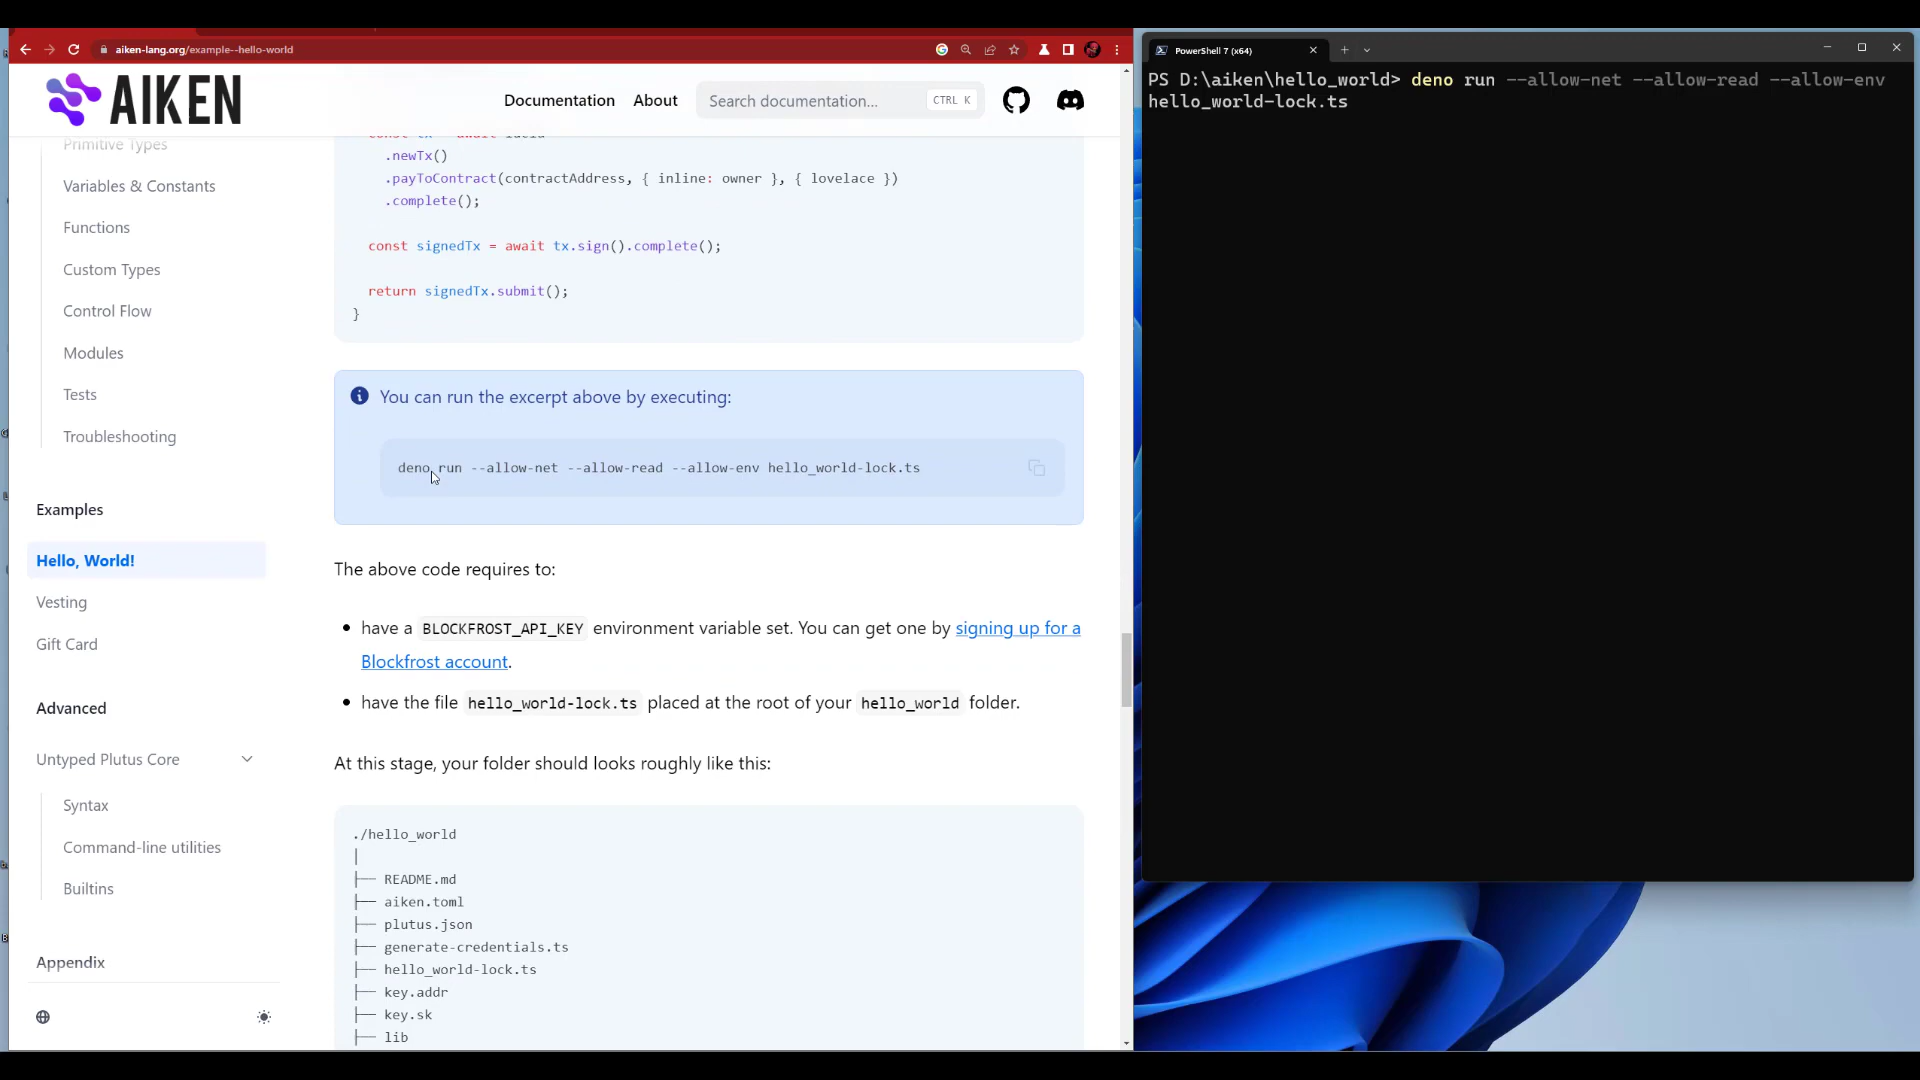 aiken-lang.org/example--hello-world
AIKEN
Documentation
About
Search documentation...
CTRL K
Primitive Types
Variables & Constants
Functions
Custom Types
Control Flow
Modules
Tests
Troubleshooting
Examples
Hello, World!
Vesting
Gift Card
Advanced
Untyped Plutus Core
Syntax
Command-line utilities
Builtins
Appendix
const tx = await lucid
.newTx()
.payToContract(contractAddress, { inline: owner }, { lovelace })
.complete();
const signedTx = await tx.sign().complete();
return signedTx.submit();
}
You can run the excerpt above by executing:
deno run --allow-net --allow-read --allow-env hello_world-lock.ts
The above code requires to:
• have a BLOCKFROST_API_KEY environment variable set. You can get one by signing up for a
Blockfrost account.
• have the file hello_world-lock.ts placed at the root of your hello_world folder.
At this stage, your folder should looks roughly like this:
./hello_world
│
├── README.md
├── aiken.toml
├── plutus.json
├── generate-credentials.ts
├── hello_world-lock.ts
├── key.addr
├── key.sk
├── lib
PowerShell 7 (x64)
PS D:\aiken\hello_world> deno run --allow-net --allow-read --allow-env
hello_world-lock.ts